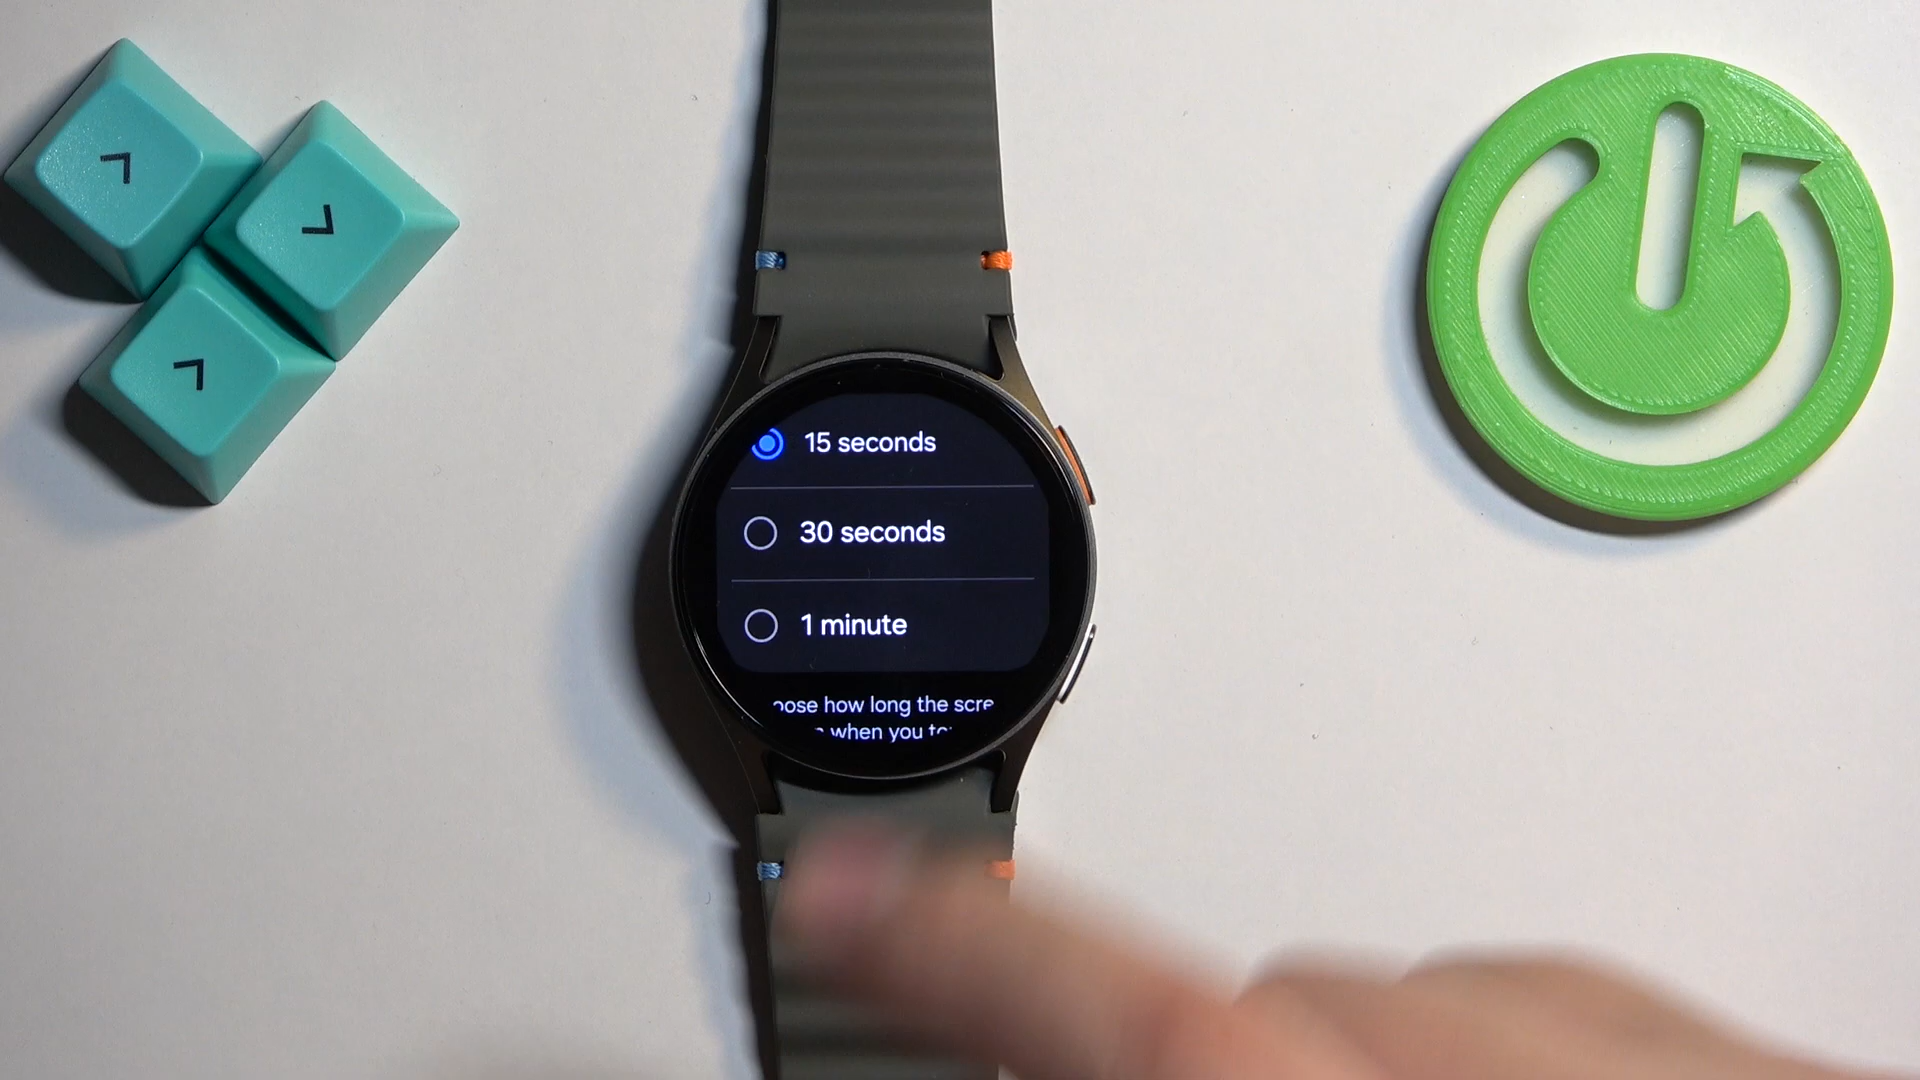 15 seconds
30 seconds
1 minute
how long the
when you